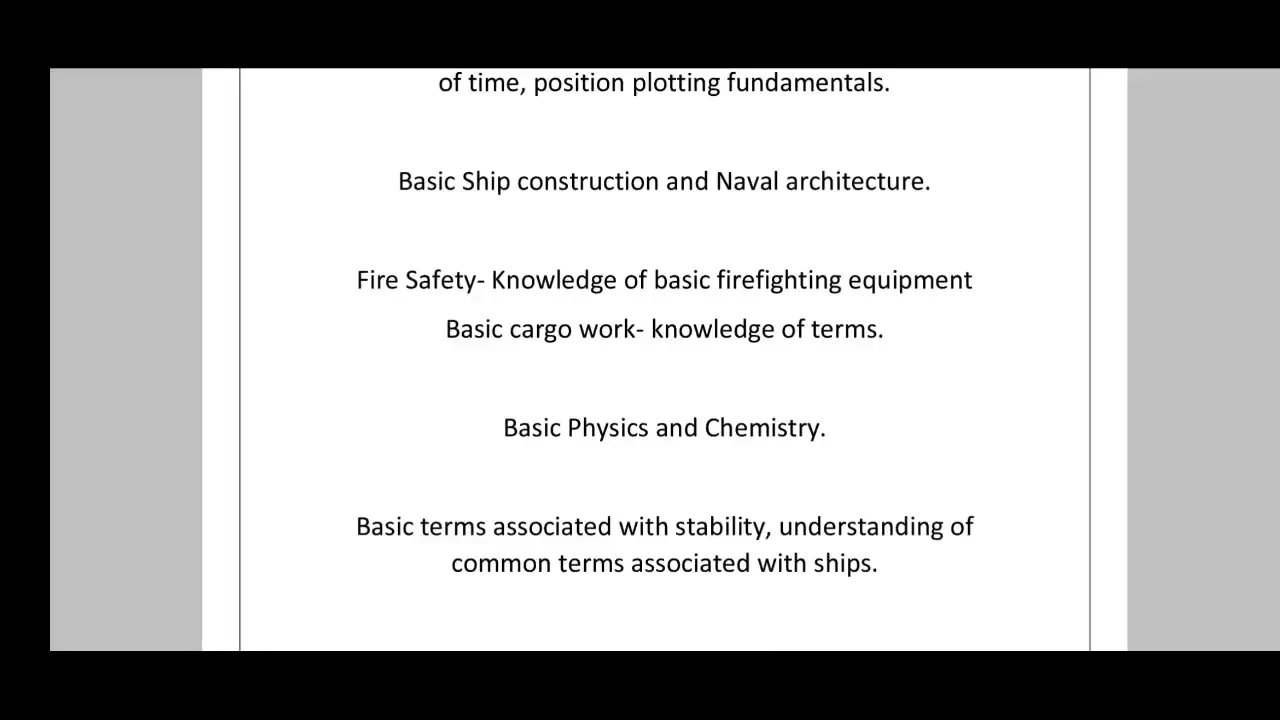 of time, position plotting fundamentals.
Basic Ship construction and Naval architecture.
Fire Safety- Knowledge of basic firefighting equipment
Basic cargo work- knowledge of terms.
Basic Physics and Chemistry.
Basic terms associated with stability, understanding of
common terms associated with ships.